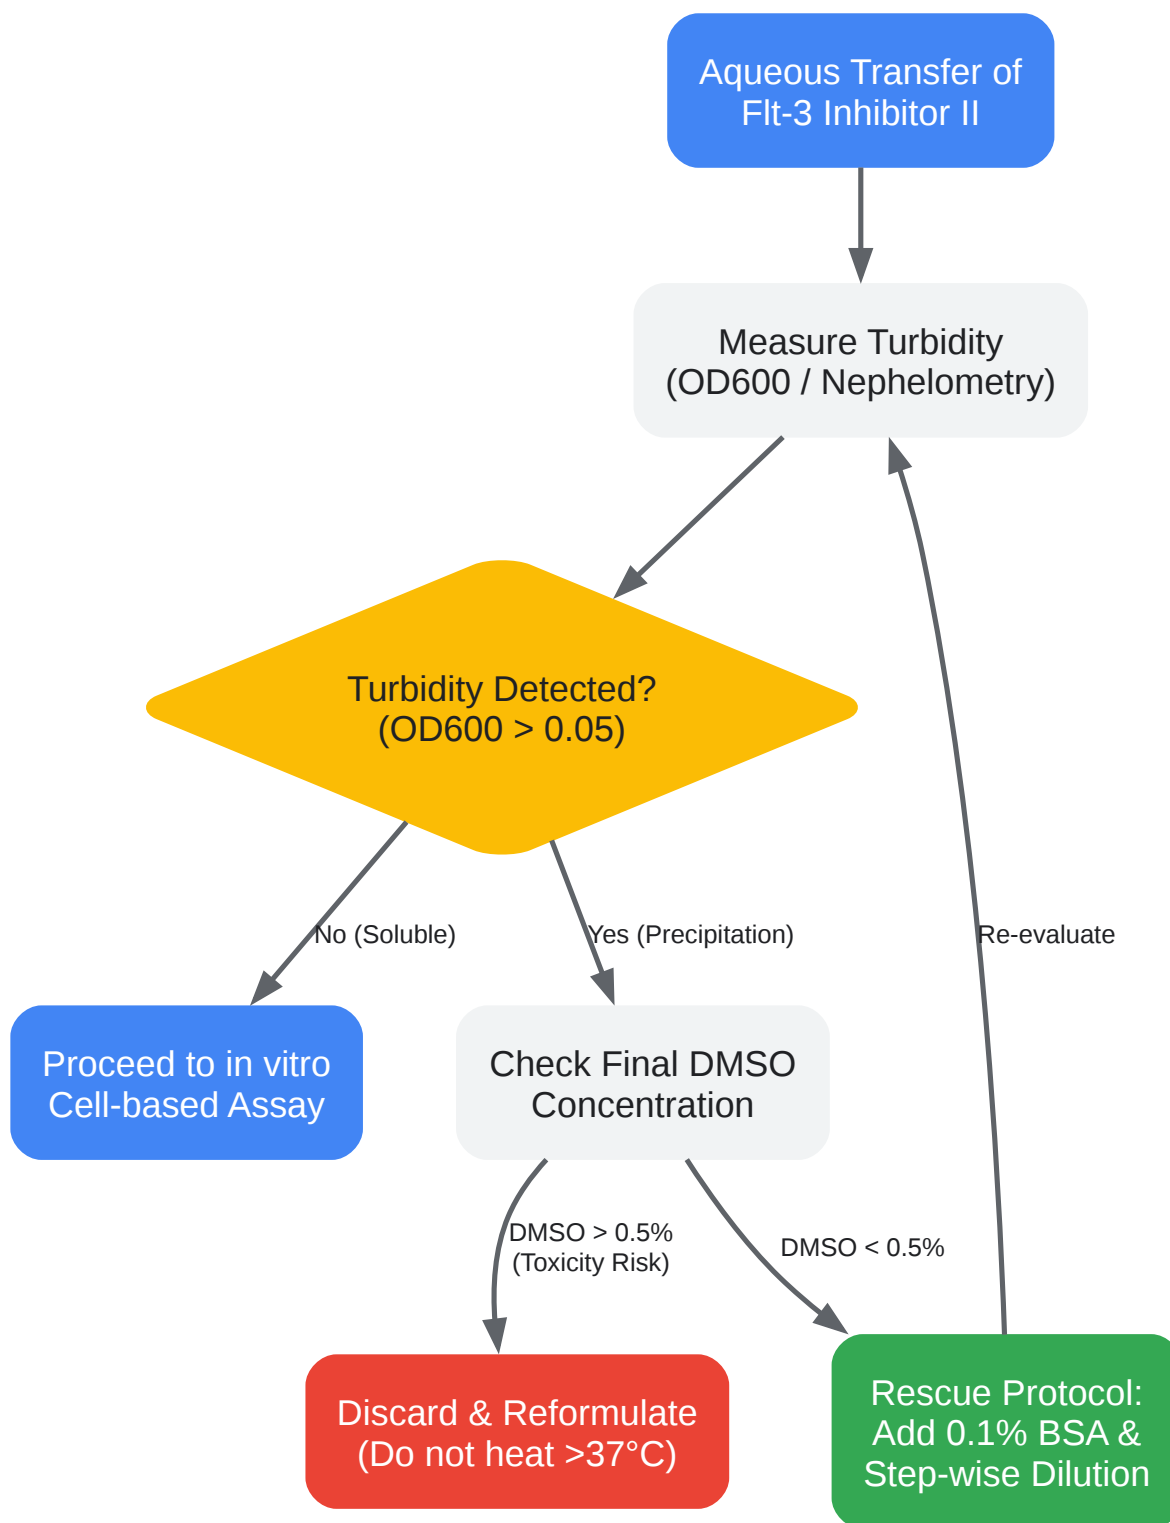 Aqueous Transfer of
Flt-3 Inhibitor II
Measure Turbidity
(OD600 / Nephelometry)
Turbidity Detected?
(OD600 > 0.05)
No (Soluble)
Yes (Precipitation)
Re-evaluate
Proceed to in vitro
Cell-based Assay
Check Final DMSO
Concentration
DMSO > 0.5%
(Toxicity Risk)
DMSO < 0.5%
Discard & Reformulate
(Do not heat >37°C)
Rescue Protocol:
Add 0.1% BSA &
Step-wise Dilution